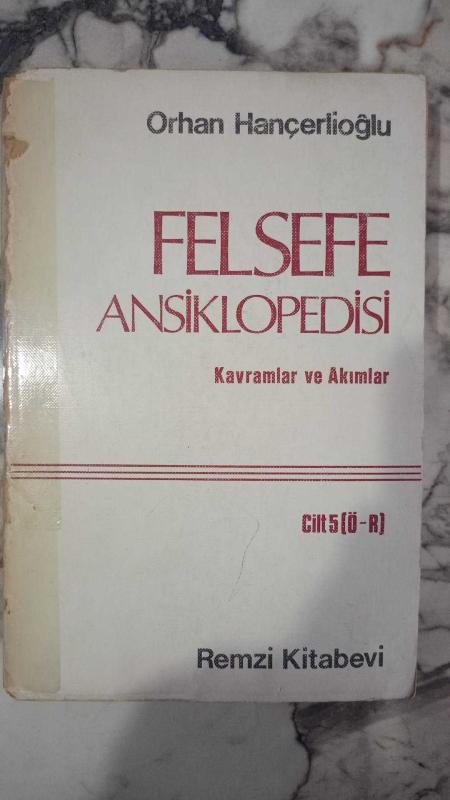 Orhan Hançerlioğlu
FELSEFE
ANSİKLOPEDİSİ
Kavramlar ve Akımlar
Cilt 5 (Ö-R)
Remzi Kitabevi